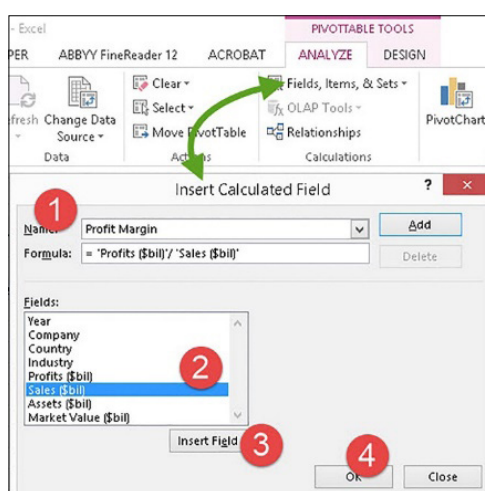 - Excel
PIVOTTABLE TOOLS
PER ABBYY FineReader 12 ACROBAT ANALYZE DESIGN
Clear
Fields, Items, & Sets
Select
OLAP Tools
fresh Change Data Source
Move PivotTable
Relationships
PivotChart
Data
Actions
Calculations
Insert Calculated Field ? ×
1
Name: Profit Margin Add
Formula: = 'Profits ($bil)'/ 'Sales ($bil)' Delete
Fields:
Year
Company
Country
Industry
Profits ($bil)
2
Sales ($bil)
Assets ($bil)
Market Value ($bil)
Insert Field 3
4
OK Close